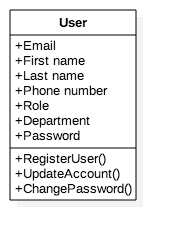 User
+Email
+First name
+Last name
+Phone number
+Role
+Department
+Password
+RegisterUser()
+UpdateAccount()
+ChangePassword()